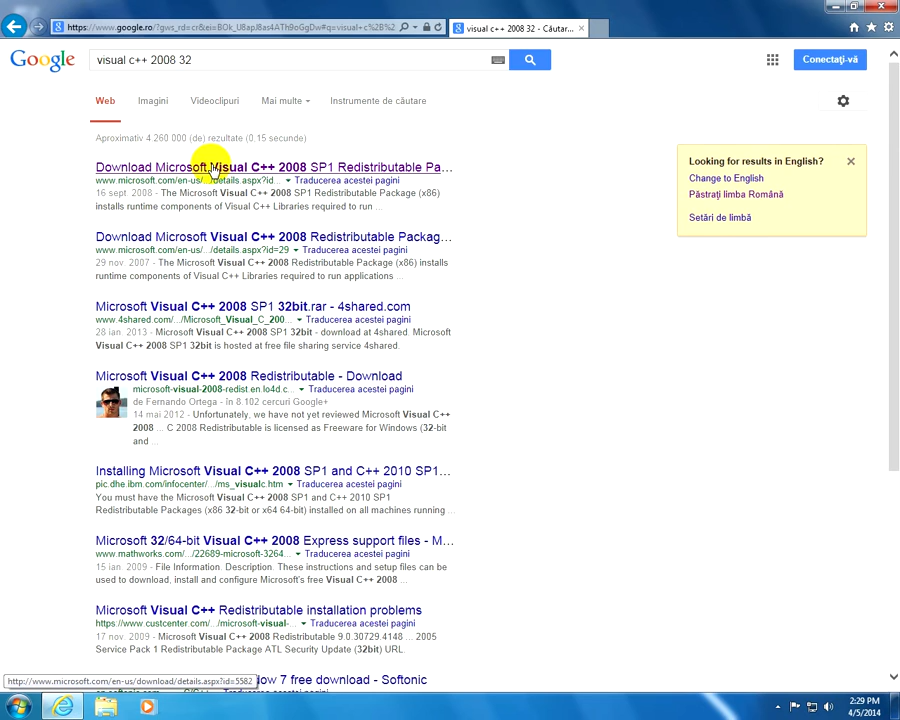 https://www.google.ro/?gws_rd=cr&ei=BOk_U8apJ8as4ATh9oGgDw#q=visual+c%2B%2
visual c++ 2008 32 - Căutar...
Google
visual c++ 2008 32
Conectaţi-vă
Web Imagini Videoclipuri Mai multe Instrumente de căutare
Aproximativ 4.260 000 (de) rezultate (0,15 secunde)
Looking for results in English?
Change to English
Păstraţi limba Română
Setări de limbă
Download Microsoft Visual C++ 2008 SP1 Redistributable Pa...
www.microsoft.com/en-us/.../details.aspx?id... Traducerea acestei pagini
16 sept. 2008 - The Microsoft Visual C++ 2008 SP1 Redistributable Package (x86)
installs runtime components of Visual C++ Libraries required to run ...
Download Microsoft Visual C++ 2008 Redistributable Packag...
www.microsoft.com/en-us/.../details.aspx?id=29 Traducerea acestei pagini
29 nov. 2007 - The Microsoft Visual C++ 2008 Redistributable Package (x86) installs
runtime components of Visual C++ Libraries required to run applications ...
Microsoft Visual C++ 2008 SP1 32bit.rar - 4shared.com
www.4shared.com/.../Microsoft_Visual_C_200... Traducerea acestei pagini
28 ian. 2013 - Microsoft Visual C++ 2008 SP1 32bit - download at 4shared. Microsoft
Visual C++ 2008 SP1 32bit is hosted at free file sharing service 4shared.
Microsoft Visual C++ 2008 Redistributable - Download
microsoft-visual-2008-redist.en.lo4d.c... Traducerea acestei pagini
de Fernando Ortega - în 8.102 cercuri Google+
14 mai 2012 - Unfortunately, we have not yet reviewed Microsoft Visual C++
2008 ... C 2008 Redistributable is licensed as Freeware for Windows (32-bit
and ...
Installing Microsoft Visual C++ 2008 SP1 and C++ 2010 SP1...
pic.dhe.ibm.com/infocenter/.../ms_visualc.htm Traducerea acestei pagini
You must have the Microsoft Visual C++ 2008 SP1 and C++ 2010 SP1
Redistributable Packages (x86 32-bit or x64 64-bit) installed on all machines running ...
Microsoft 32/64-bit Visual C++ 2008 Express support files - M...
www.mathworks.com/.../22689-microsoft-3264... Traducerea acestei pagini
15 ian. 2009 - File Information. Description. These instructions and setup files can be
used to download, install and configure Microsoft's free Visual C++ 2008 ...
Microsoft Visual C++ Redistributable installation problems
https://www.custcenter.com/.../microsoft-visual-... Traducerea acestei pagini
17 nov. 2009 - Microsoft Visual C++ 2008 Redistributable 9.0.30729.4148 ... 2005
Service Pack 1 Redistributable Package ATL Security Update (32bit) URL.
http://www.microsoft.com/en-us/download/details.aspx?id=5582
ow 7 free download - Softonic
2:29 PM
4/5/2014